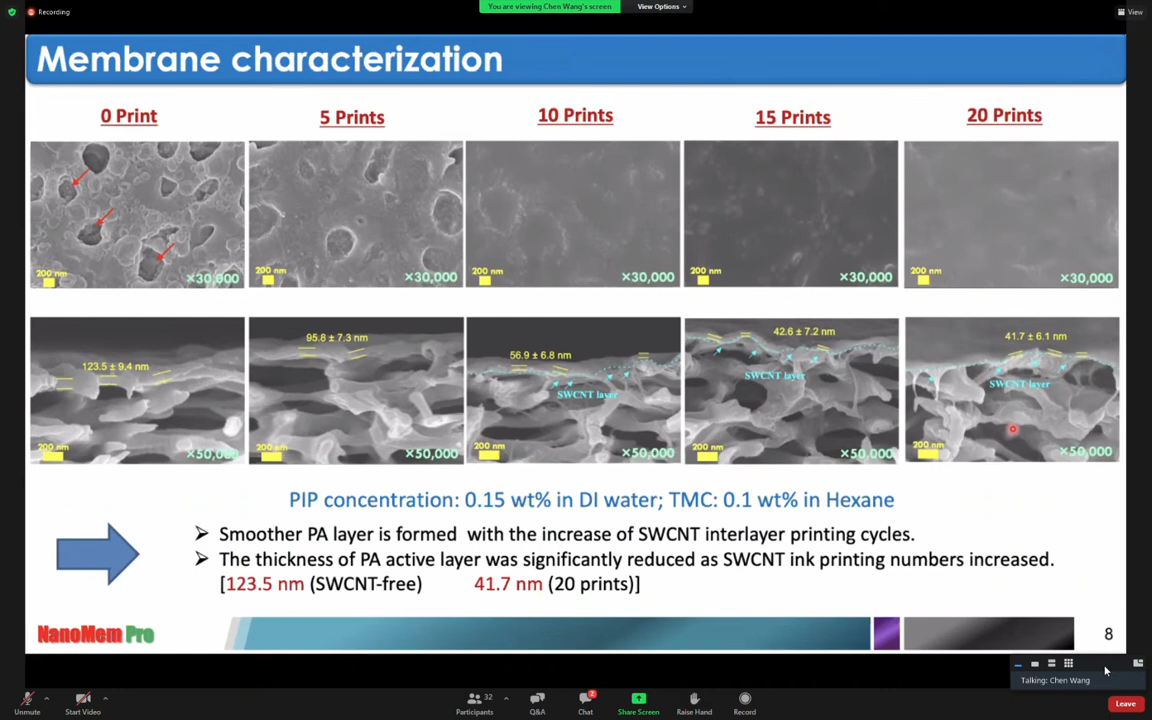 You are viewing Chen Wang's screen
View Options
Recording
View
Membrane characterization
0 Print
5 Prints
10 Prints
15 Prints
20 Prints
200 nm
×30,000
200 nm
×30,000
200 nm
×30,000
200 nm
×30,000
200 nm
×30,000
123.5 ± 9.4 nm
200 nm
×50,000
95.8 ± 7.3 nm
200 nm
×50,000
56.9 ± 6.8 nm
SWCNT layer
200 nm
×50,000
42.6 ± 7.2 nm
SWCNT layer
200 nm
×50,000
41.7 ± 6.1 nm
SWCNT layer
200 nm
×50,000
PIP concentration: 0.15 wt% in DI water; TMC: 0.1 wt% in Hexane
➢ Smoother PA layer is formed with the increase of SWCNT interlayer printing cycles.
➢ The thickness of PA active layer was significantly reduced as SWCNT ink printing numbers increased.
[123.5 nm (SWCNT-free) 41.7 nm (20 prints)]
NanoMem Pro
8
Talking: Chen Wang
Unmute
Start Video
32
Participants
Q&A
2
Chat
Share Screen
Raise Hand
Record
Leave